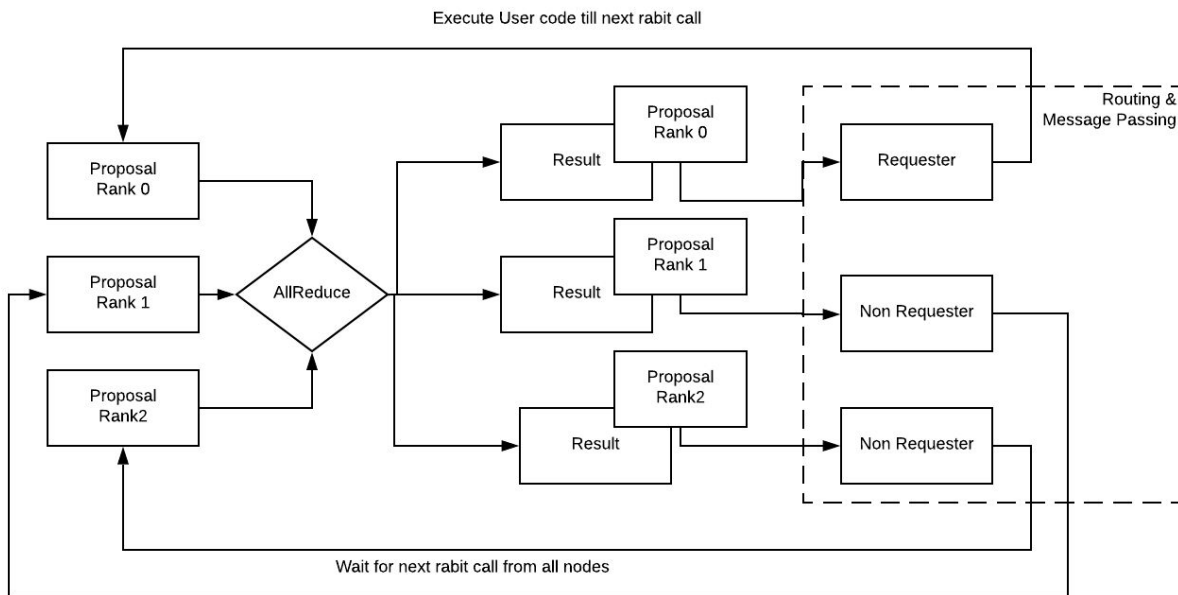 Execute User code till next rabit call
Routing &
Message Passing
Proposal
Rank 0
Proposal
Rank 1
Proposal
Rank2
AllReduce
Result
Proposal
Rank 0
Result
Proposal
Rank 1
Result
Proposal
Rank2
Requester
Non Requester
Non Requester
Wait for next rabit call from all nodes